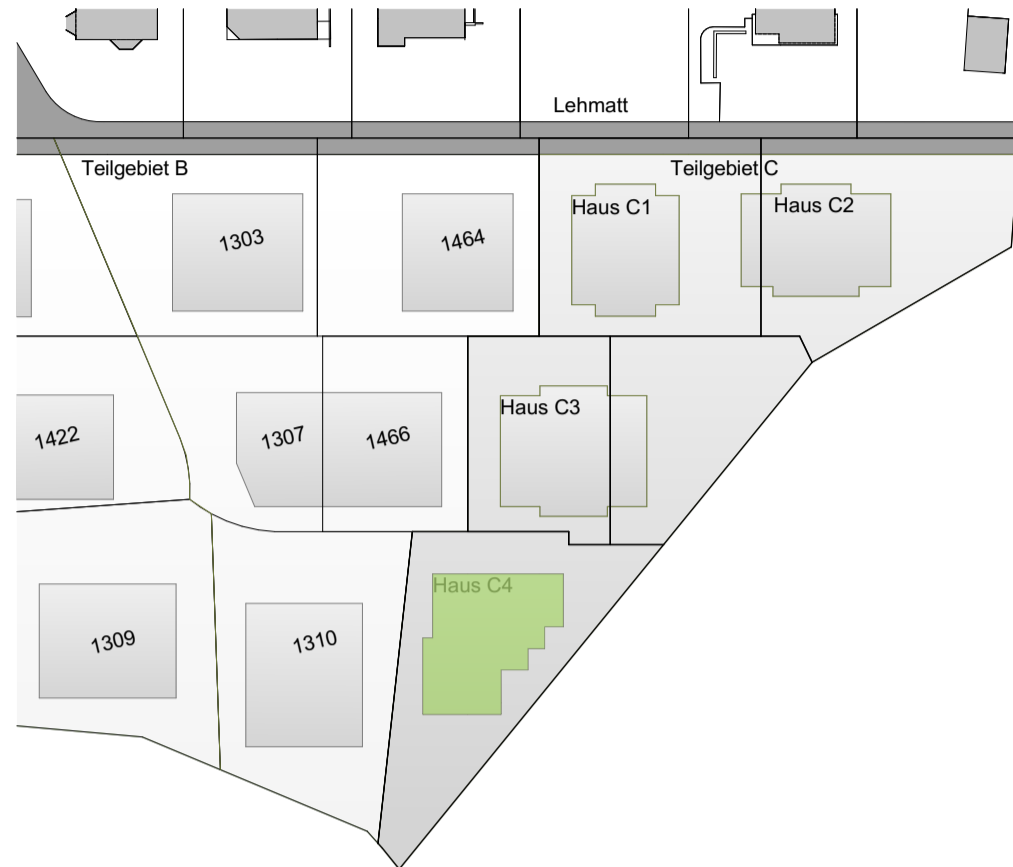 Lehmatt
Teilgebiet B
Teilgebiet C
Haus C1
Haus C2
1303
1464
Haus C3
1422
1307
1466
Haus C4
1309
1310